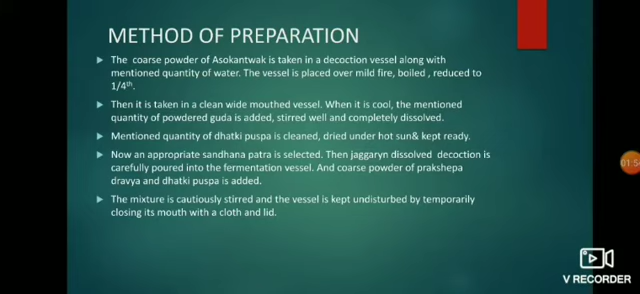 METHOD OF PREPARATION
The coarse powder of Asokantwak is taken in a decoction vessel along with
mentioned quantity of water. The vessel is placed over mild fire, boiled , reduced to
1/4th.
Then it is taken in a clean wide mouthed vessel. When it is cool, the mentioned
quantity of powdered guda is added, stirred well and completely dissolved.
Mentioned quantity of dhatki puspa is cleaned, dried under hot sun& kept ready.
Now an appropriate sandhana patra is selected. Then jaggaryn dissolved decoction is
carefully poured into the fermentation vessel. And coarse powder of prakshepa
dravya and dhatki puspa is added.
The mixture is cautiously stirred and the vessel is kept undisturbed by temporarily
closing its mouth with a cloth and lid.
V RECORDER